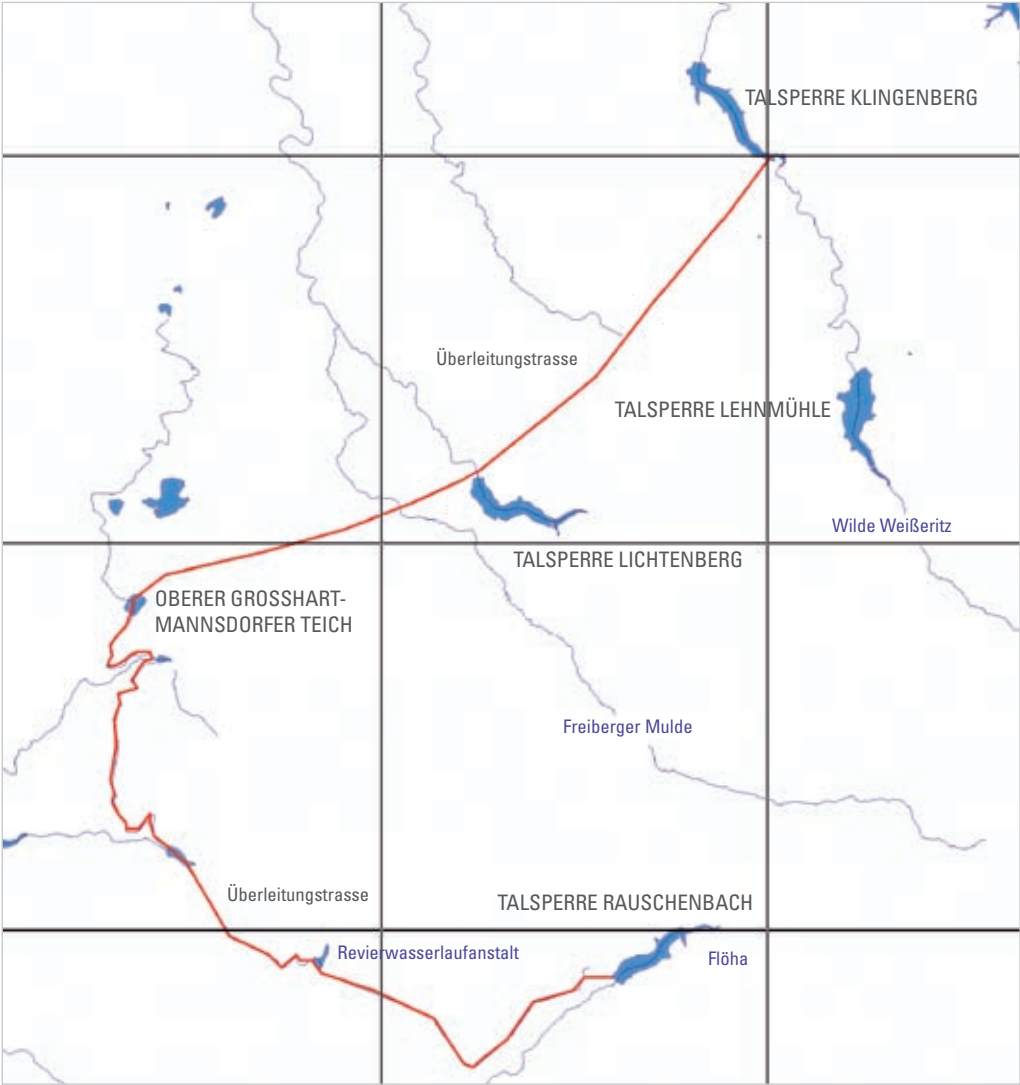 TALSPERRE KLINGENBERG
Überleitungstrasse
TALSPERRE LEHNMÜHLE
Wilde Weißeritz
TALSPERRE LICHTENBERG
OBERER GROSSHART-
MANNSDORFER TEICH
Freiberger Mulde
Überleitungstrasse
TALSPERRE RAUSCHENBACH
Revierwasserlaufanstalt
Flöha